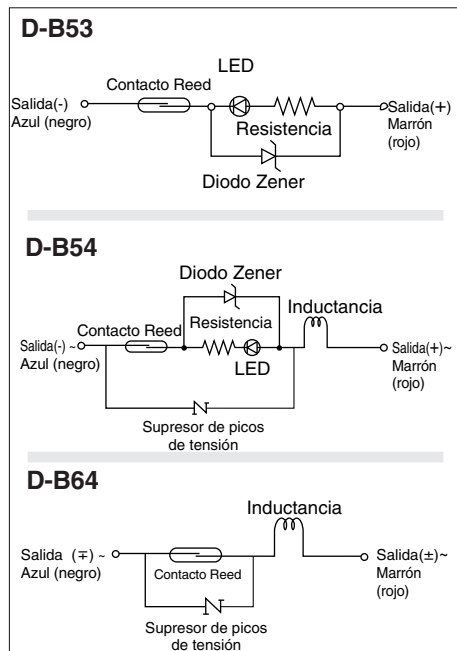 D-B53
LED
Contacto Reed
Salida(-)
Azul (negro)
Salida(+)
Marrón
(rojo)
Resistencia
Diodo Zener
D-B54
Diodo Zener
Inductancia
Contacto Reed
Resistencia
Salida(-) ~
Azul (negro)
Salida(+)~
Marrón
(rojo)
LED
Supresor de picos
de tensión
D-B64
Inductancia
Salida (∓) ~
Azul (negro)
Contacto Reed
Salida(±)~
Marrón
(rojo)
Supresor de picos
de tensión